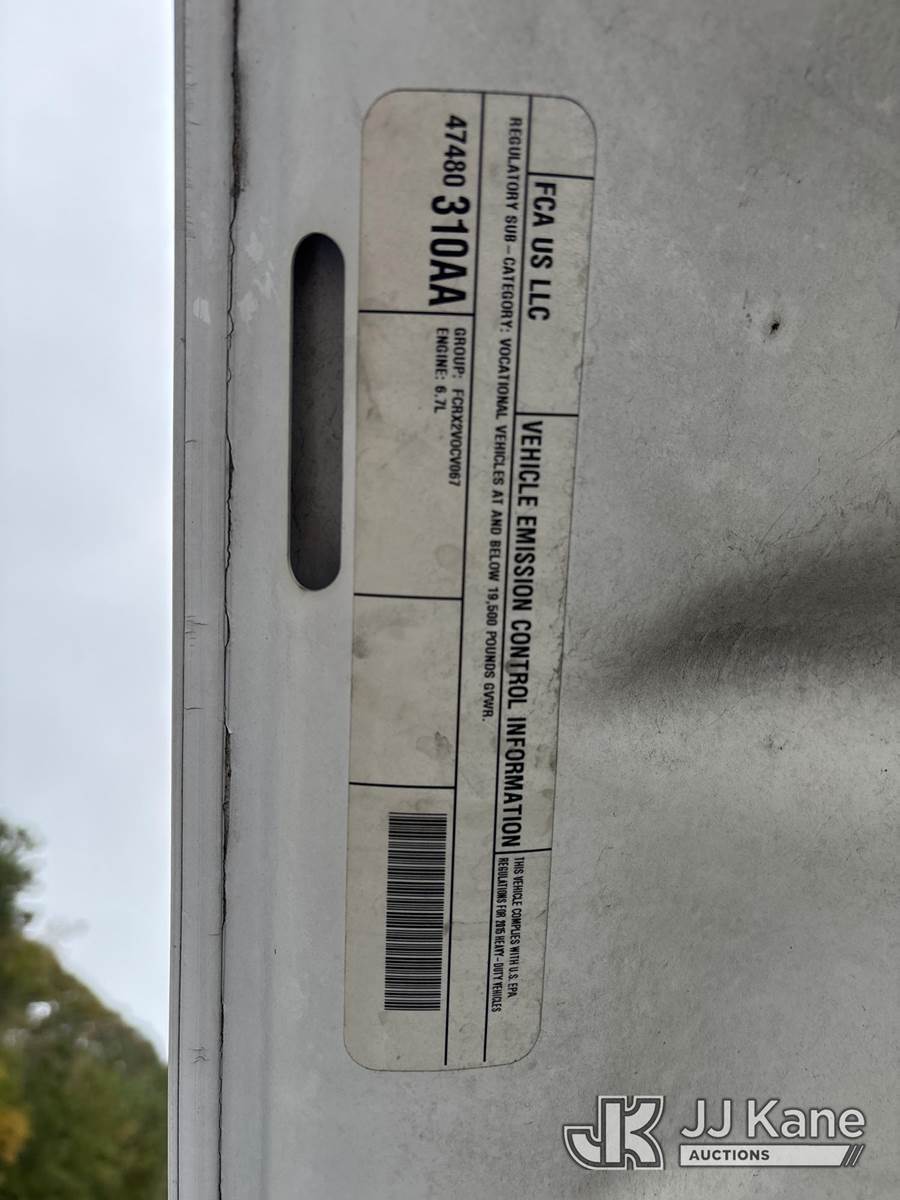 FCA US LLC
VEHICLE EMISSION CONTROL INFORMATION
THIS VEHICLE COMPLIES WITH U.S. EPA
REGULATIONS FOR 2015 HEAVY-DUTY VEHICLES
REGULATORY SUB-CATEGORY: VOCATIONAL VEHICLES AT AND BELOW 19,500 POUNDS GVWR.
47480 310AA
GROUP: FCRX2VOCV067
ENGINE: 6.7L
JK JJ Kane
AUCTIONS